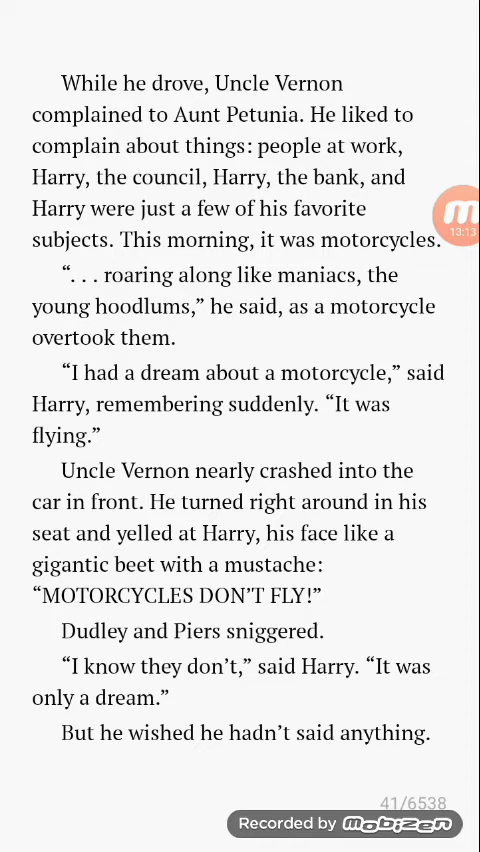 While he drove, Uncle Vernon
complained to Aunt Petunia. He liked to
complain about things: people at work,
Harry, the council, Harry, the bank, and
Harry were just a few of his favorite
subjects. This morning, it was motorcycles.
“. . . roaring along like maniacs, the
young hoodlums,” he said, as a motorcycle
overtook them.
“I had a dream about a motorcycle,” said
Harry, remembering suddenly. “It was
flying.”
Uncle Vernon nearly crashed into the
car in front. He turned right around in his
seat and yelled at Harry, his face like a
gigantic beet with a mustache:
“MOTORCYCLES DON’T FLY!”
Dudley and Piers sniggered.
“I know they don’t,” said Harry. “It was
only a dream.”
But he wished he hadn’t said anything.
13:13
41/6538
Recorded by mobizen